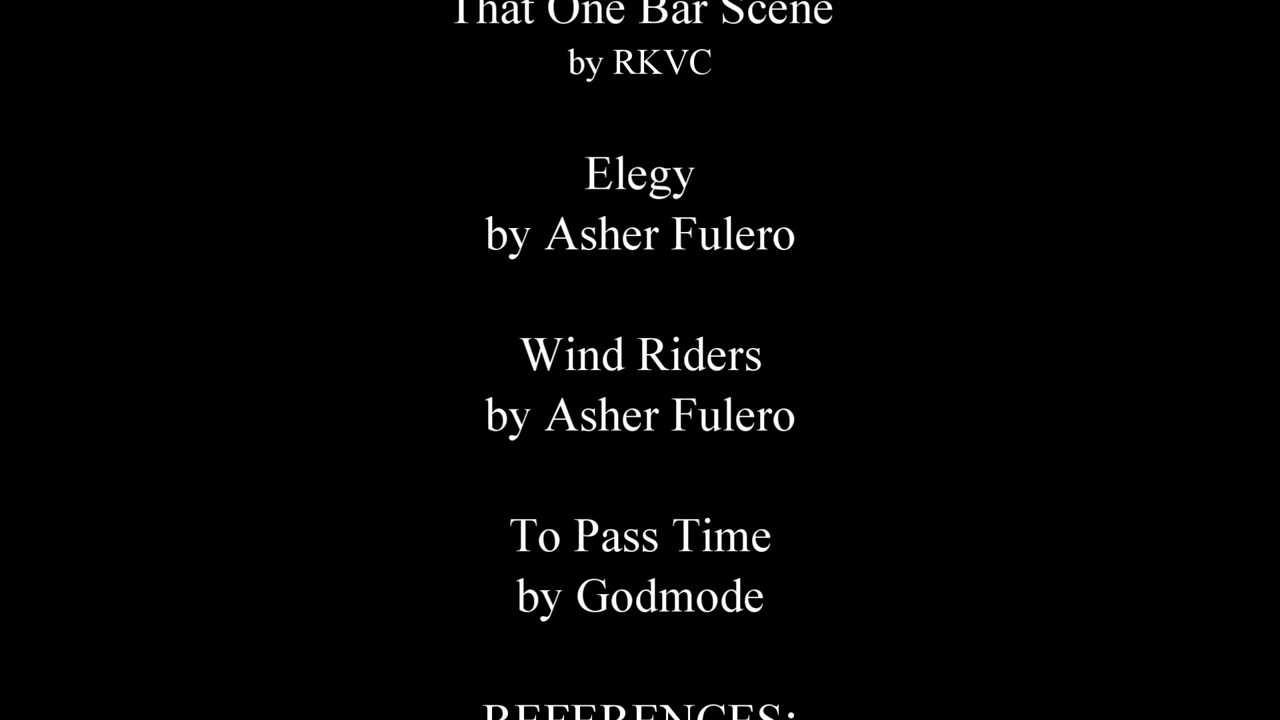 That One Bar Scene
by RKVC
Elegy
by Asher Fulero
Wind Riders
by Asher Fulero
To Pass Time
by Godmode
REFERENCES: